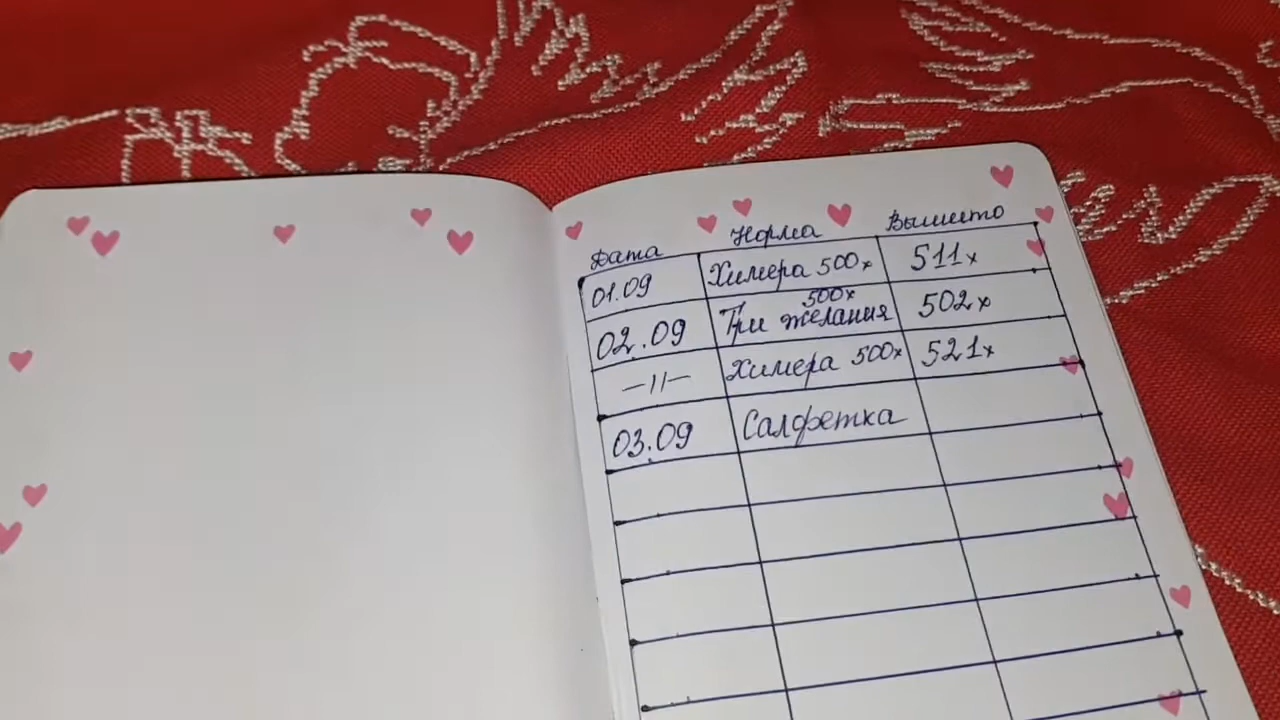 Дата Норма Вышито
01.09 Химера 500х 511х
02.09 Три желания 500х 502х
—11— Химера 500х 521х
03.09 Салфетка